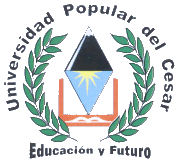 Universidad Popular del Cesar
Educación y Futuro